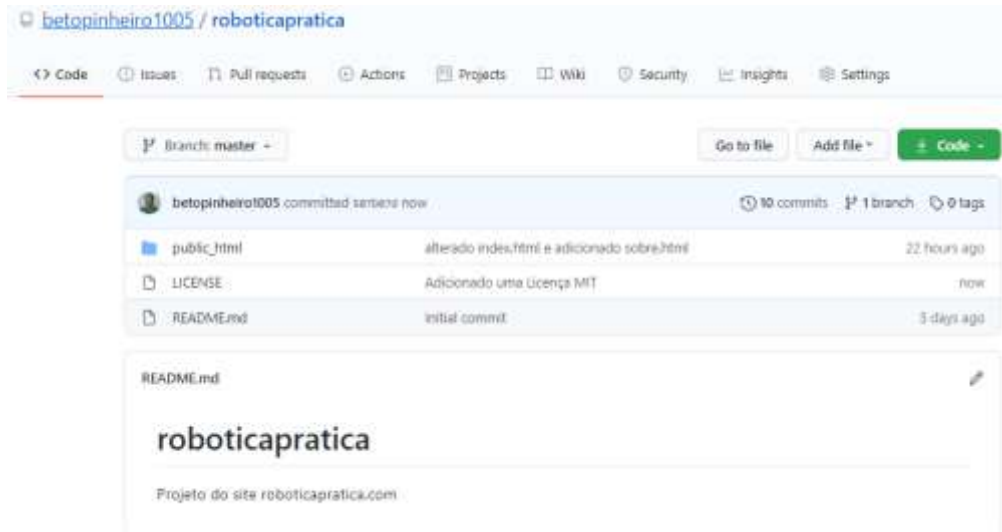 betopinheiro1005 / roboticapratica
<> Code Issues Pull requests Actions Projects Wiki Security Insights Settings
Branch: master Go to file Add file Code
betopinheiro1005 committed now 10 commits 1 branch 0 tags
public_html alterado index.html e adicionado sobre.html 22 hours ago
LICENSE Adicionado uma Licença MIT now
README.md Initial commit days ago
README.md
roboticapratica
Projeto do site roboticapratica.com